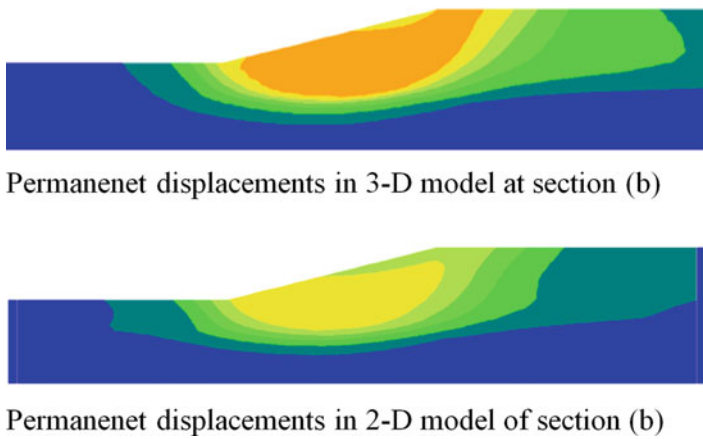 Permanenet displacements in 3-D model at section (b)
Permanenet displacements in 2-D model of section (b)